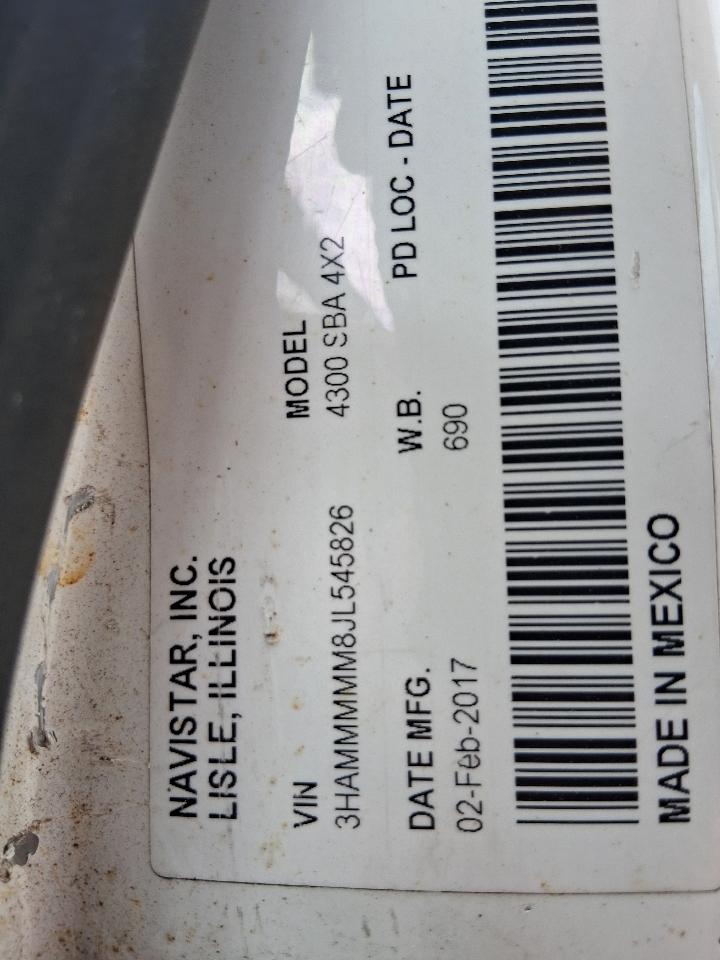 NAVISTAR, INC.
LISLE, ILLINOIS
VIN
MODEL
3HAMMMMM8JL545826
4300 SBA 4X2
DATE MFG.
W.B.
PD LOC - DATE
02-Feb-2017
690
MADE IN MEXICO